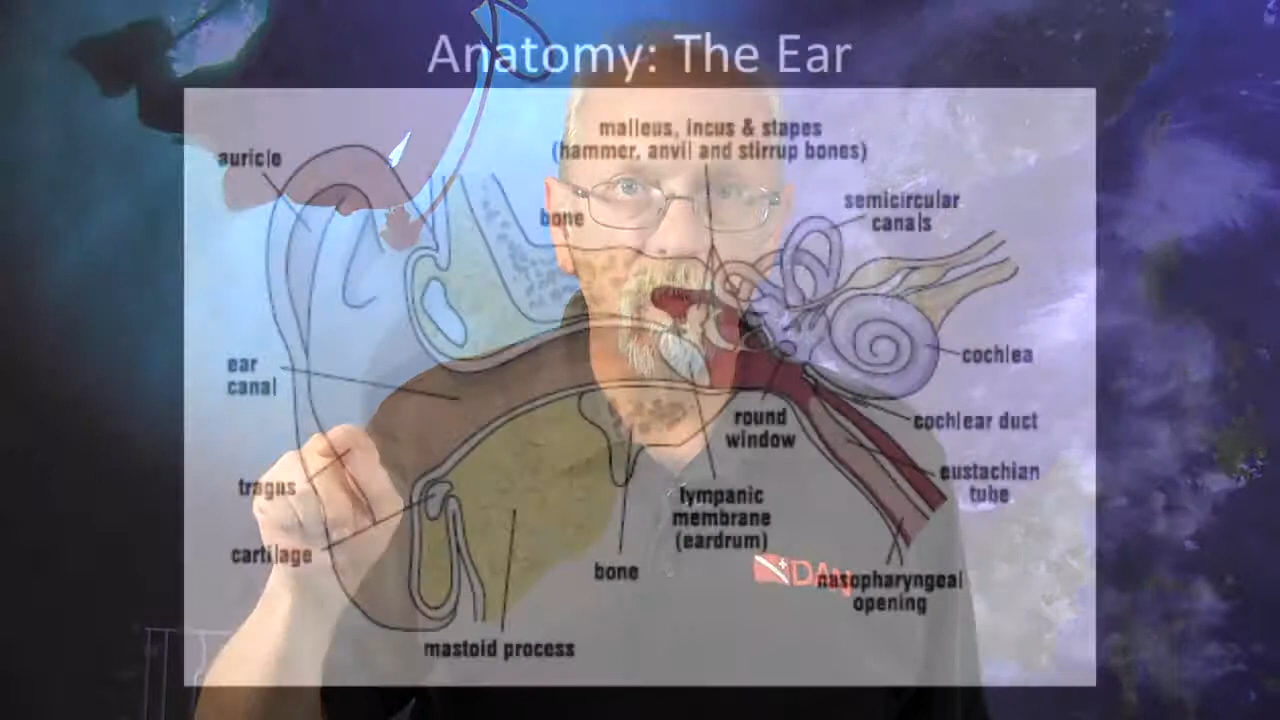 Anatomy: The Ear
malleus, incus & stapes
(hammer, anvil and stirrup bones)
auricle
semicircular
canals
bone
ear
canal
cochlea
round
window
cochlear duct
eustachian
tube
tragus
tympanic
membrane
(eardrum)
cartilage
bone
DAN
nasopharyngeal
opening
mastoid process